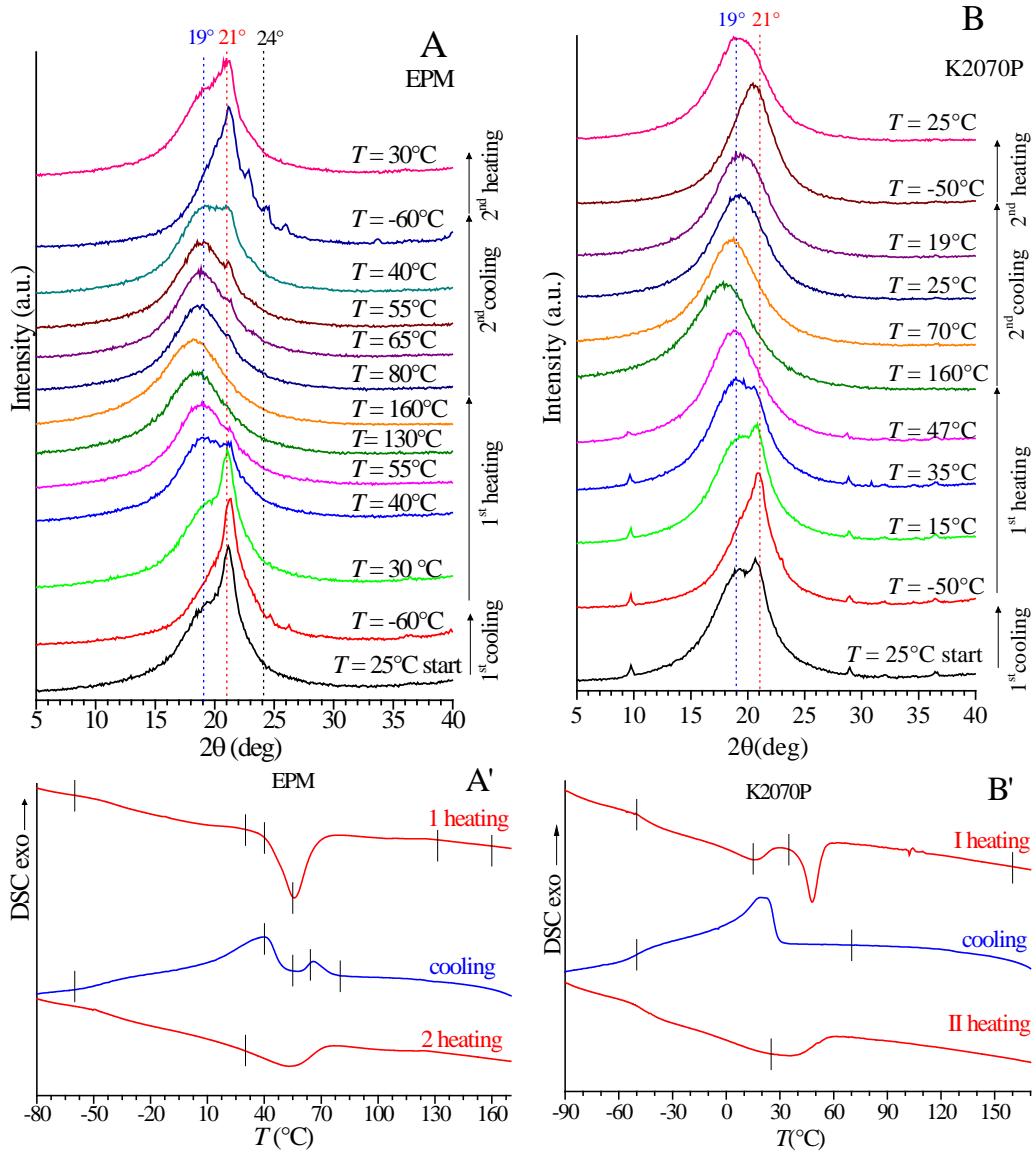 A
EPM
19° 21° 24°
Intensity (a.u.)
T = 30°C
T = -60°C
T = 40°C
T = 55°C
T = 65°C
T = 80°C
T = 160°C
T = 130°C
T = 55°C
T = 40°C
T = 30 °C
T = -60°C
T = 25°C start
2nd heating
2nd cooling
1st heating
1st cooling
5 10 15 20 25 30 35 40
2θ (deg)
B
K2070P
19° 21°
Intensity (a.u.)
T = 25°C
T = -50°C
T = 19°C
T = 25°C
T = 70°C
T = 160°C
T = 47°C
T = 35°C
T = 15°C
T = -50°C
T = 25°C start
2nd heating
2nd cooling
1st heating
1st cooling
5 10 15 20 25 30 35 40
2θ(deg)
A'
EPM
DSC exo
1 heating
cooling
2 heating
-80 -50 -20 10 40 70 100 130 160
T (°C)
B'
K2070P
DSC exo
I heating
cooling
II heating
-90 -60 -30 0 30 60 90 120 150
T(°C)